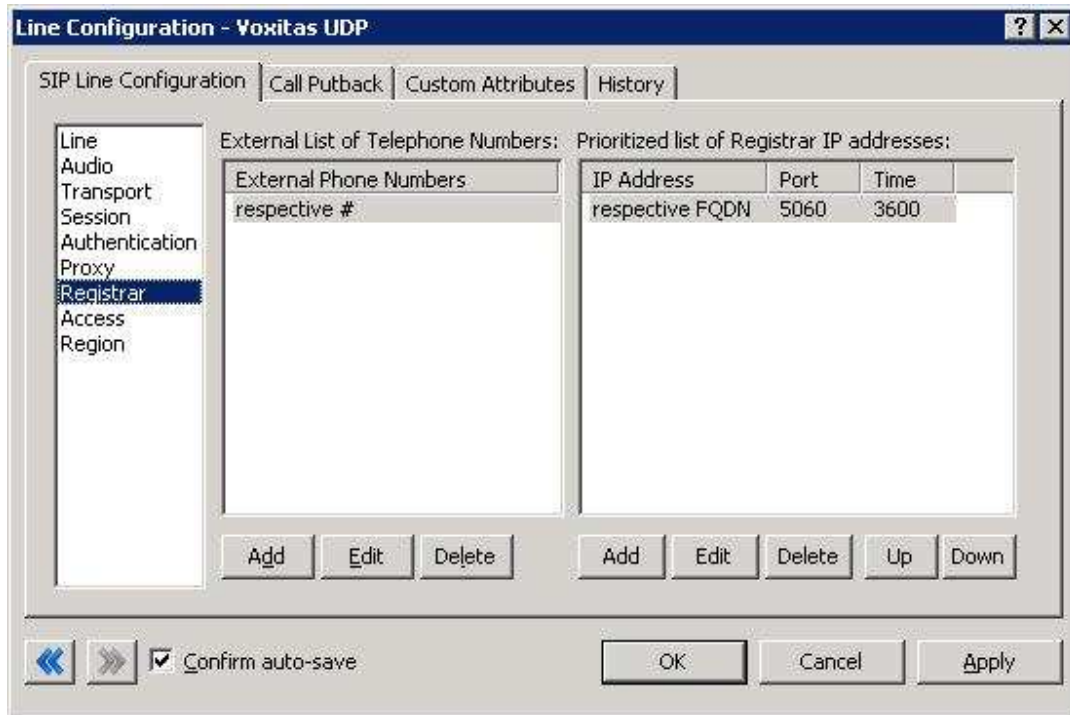 Line Configuration - Voxitas UDP
SIP Line Configuration
Call Putback
Custom Attributes
History
Line
Audio
Transport
Session
Authentication
Proxy
Registrar
Access
Region
External List of Telephone Numbers:
External Phone Numbers
respective #
Add Edit Delete
Prioritized list of Registrar IP addresses:
IP Address Port Time
respective FQDN 5060 3600
Add Edit Delete Up Down
Confirm auto-save
OK Cancel Apply